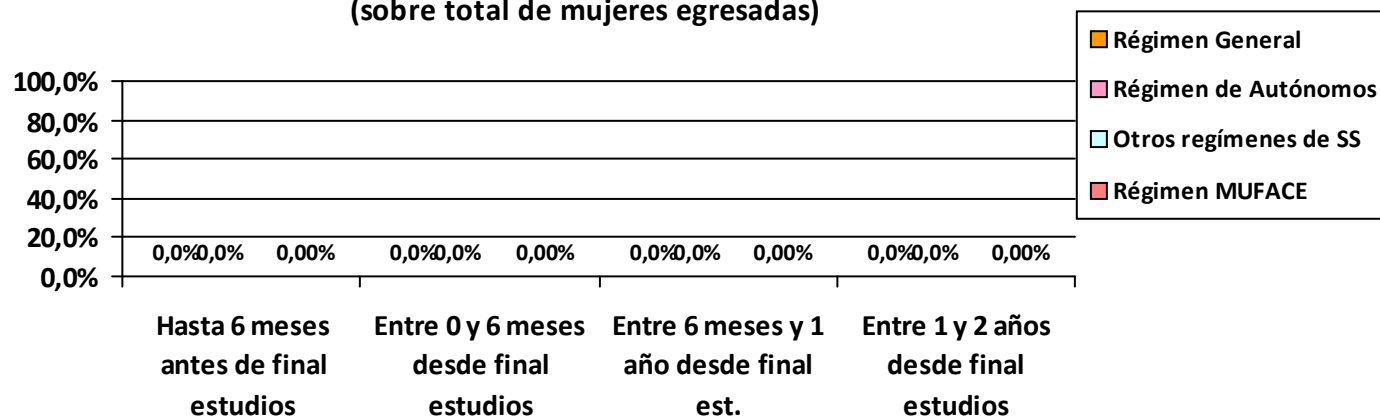 (sobre total de mujeres egresadas)
Régimen General
Régimen de Autónomos
Otros regímenes de SS
Régimen MUFACE
100,0%
80,0%
60,0%
40,0%
20,0%
0,0%
0,0%0,0% 0,00% 0,0%0,0% 0,00% 0,0%0,0% 0,00% 0,0%0,0% 0,00%
Hasta 6 meses
antes de final
estudios
Entre 0 y 6 meses
desde final
estudios
Entre 6 meses y 1
año desde final
est.
Entre 1 y 2 años
desde final
estudios